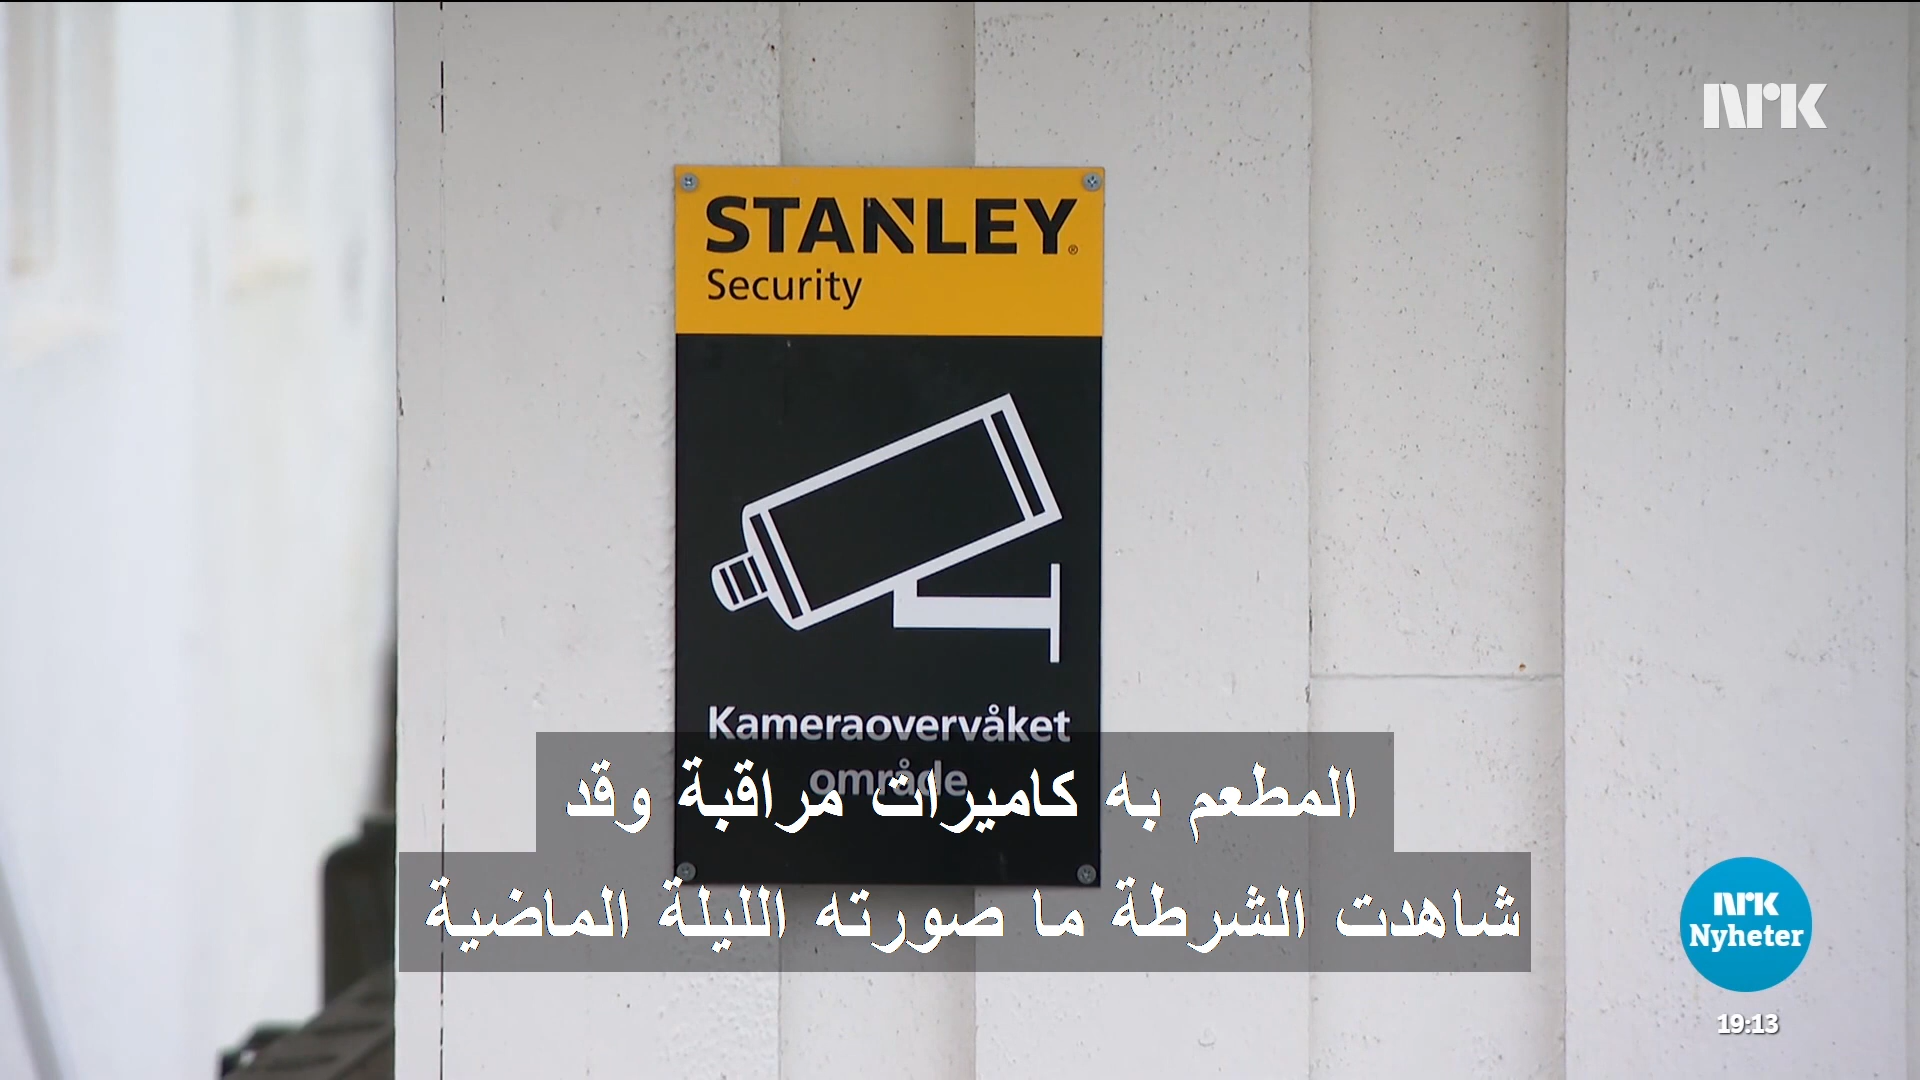 nrk
STANLEY®
Security
Kameraovervåket
område
المطعم به كاميرات مراقبة وقد
شاهدت الشرطة ما صورته الليلة الماضية
nrk
Nyheter
19:13